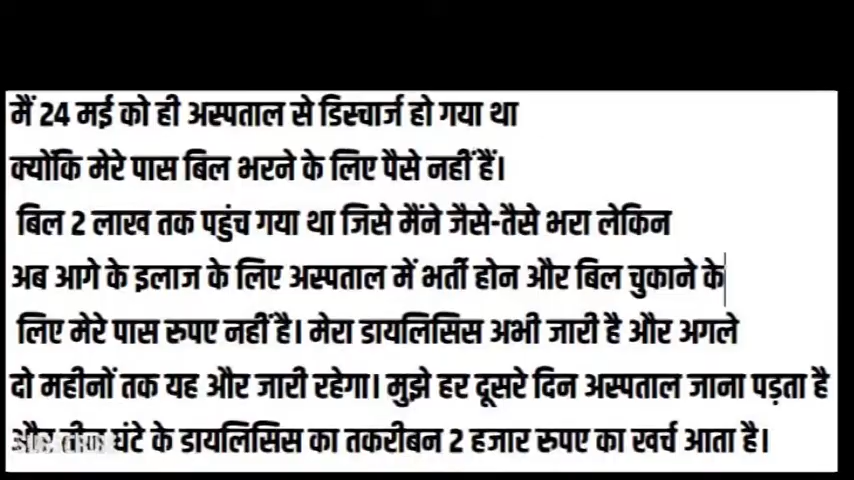 मैं 24 मई को ही अस्पताल से डिस्चार्ज हो गया था
क्योंकि मेरे पास बिल भरने के लिए पैसे नहीं हैं।
बिल 2 लाख तक पहुंच गया था जिसे मैंने जैसे-तैसे भरा लेकिन
अब आगे के इलाज के लिए अस्पताल में भर्ती होन और बिल चुकाने के
लिए मेरे पास रुपए नहीं है। मेरा डायलिसिस अभी जारी है और अगले
दो महीनों तक यह और जारी रहेगा। मुझे हर दूसरे दिन अस्पताल जाना पड़ता है
और तीन घंटे के डायलिसिस का तकरीबन 2 हजार रुपए का खर्च आता है।